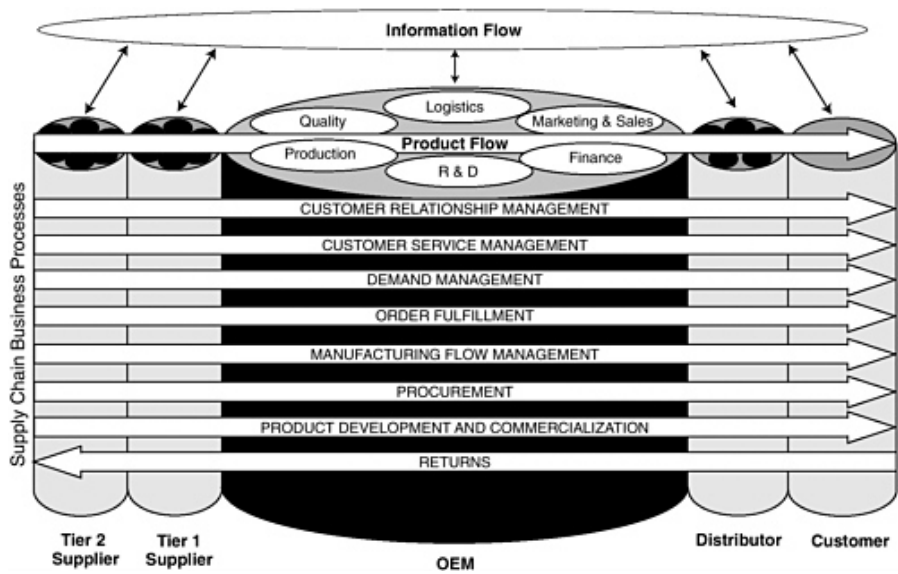 Information Flow
Logistics
Quality
Marketing & Sales
Product Flow
Production
Finance
R & D
Supply Chain Business Processes
CUSTOMER RELATIONSHIP MANAGEMENT
CUSTOMER SERVICE MANAGEMENT
DEMAND MANAGEMENT
ORDER FULFILLMENT
MANUFACTURING FLOW MANAGEMENT
PROCUREMENT
PRODUCT DEVELOPMENT AND COMMERCIALIZATION
RETURNS
Tier 2
Supplier
Tier 1
Supplier
OEM
Distributor
Customer